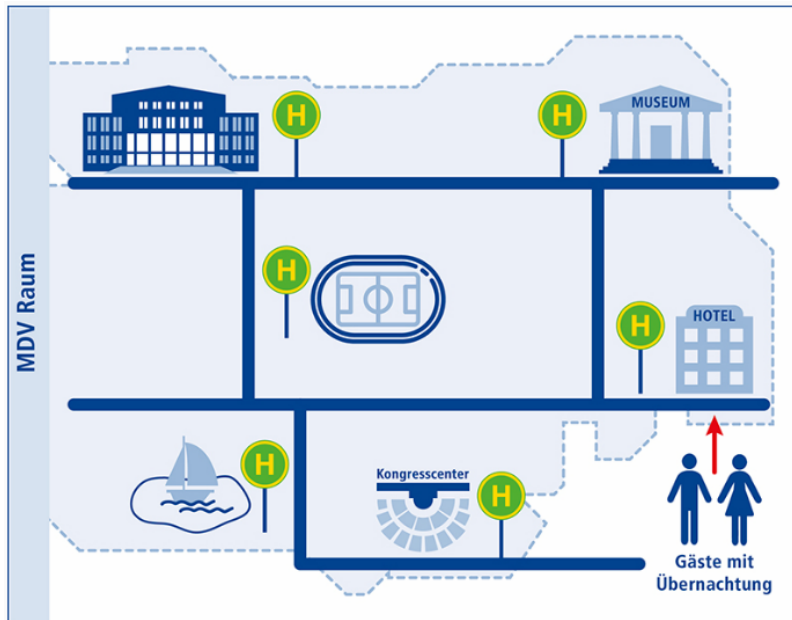 MDV Raum
H
H
MUSEUM
H
H
HOTEL
H
Kongresscenter
H
Gäste mit
Übernachtung